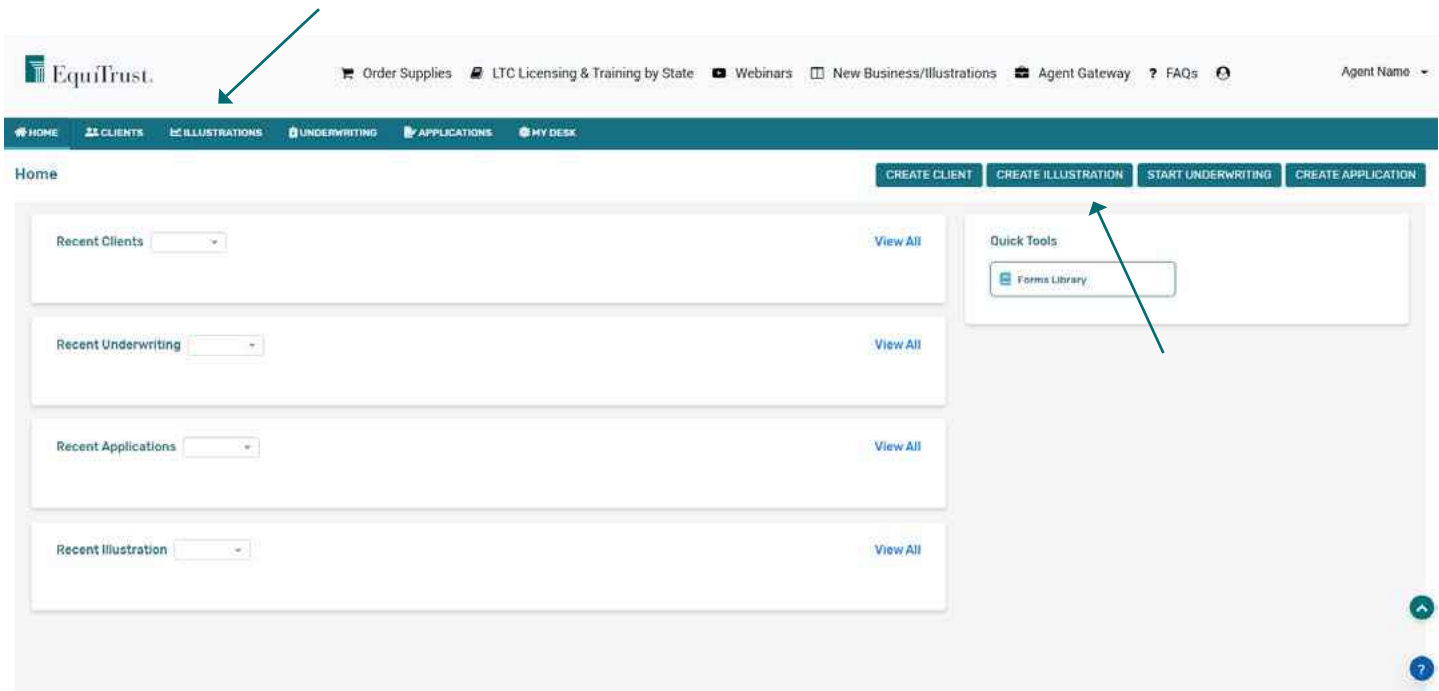 EquiTrust.
Order Supplies LTC Licensing & Training by State Webinars New Business/Illustrations Agent Gateway ? FAQs Agent Name
HOME CLIENTS ILLUSTRATIONS UNDERWRITING APPLICATIONS MY DESK
Home CREATE CLIENT CREATE ILLUSTRATION START UNDERWRITING CREATE APPLICATION
Recent Clients View All
Quick Tools
Forms Library
Recent Underwriting View All
Recent Applications View All
Recent Illustration View All
?